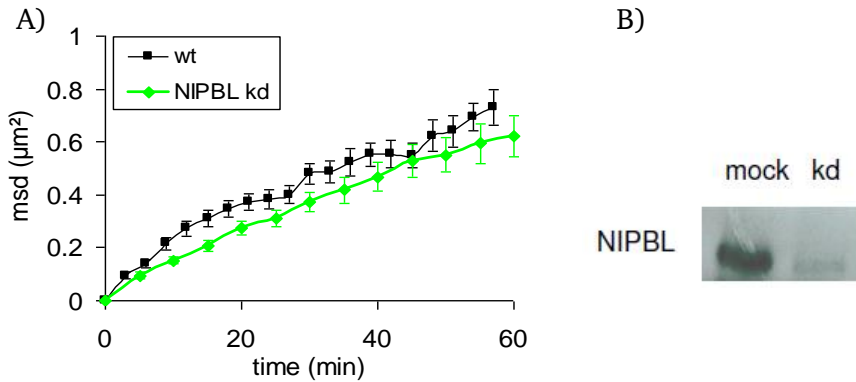 A)
1
0.8
0.6
0.4
0.2
0
msd (µm²)
wt
NIPBL kd
0 20 40 60
time (min)
B)
mock kd
NIPBL